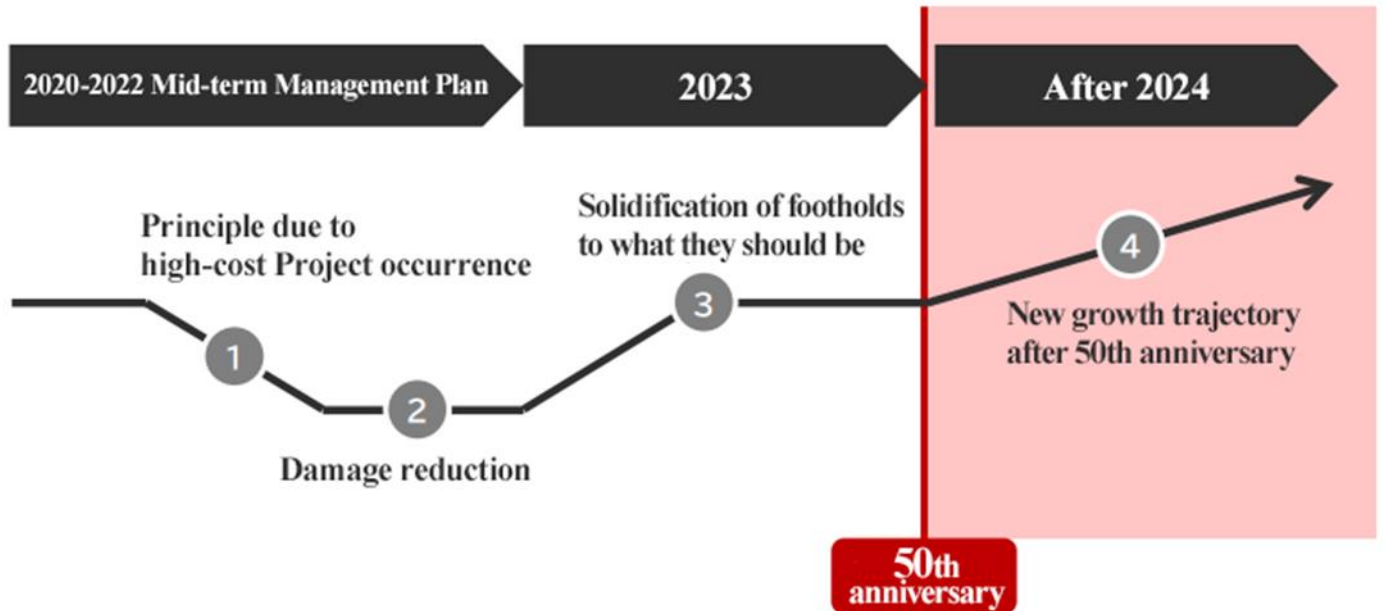 2020-2022 Mid-term Management Plan
2023
After 2024
Principle due to
high-cost Project occurrence
Solidification of footholds
to what they should be
1
2
3
4
Damage reduction
New growth trajectory
after 50th anniversary
50th
anniversary